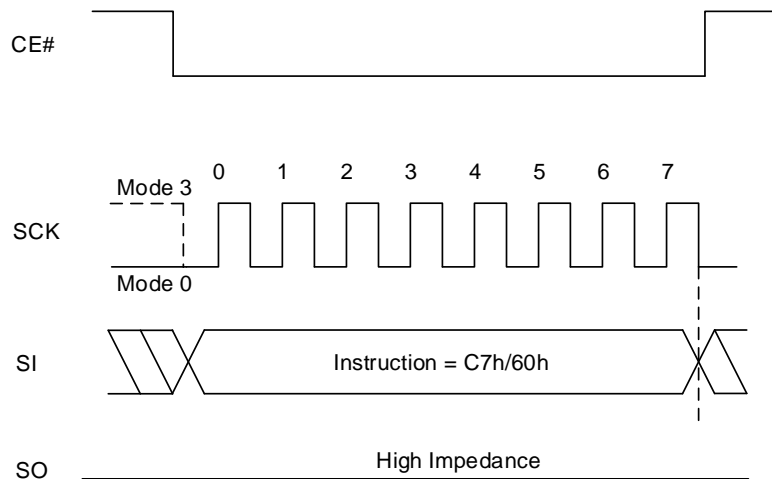 CE#
0 1 2 3 4 5 6 7
Mode 3
SCK
Mode 0
SI
Instruction = C7h/60h
High Impedance
SO